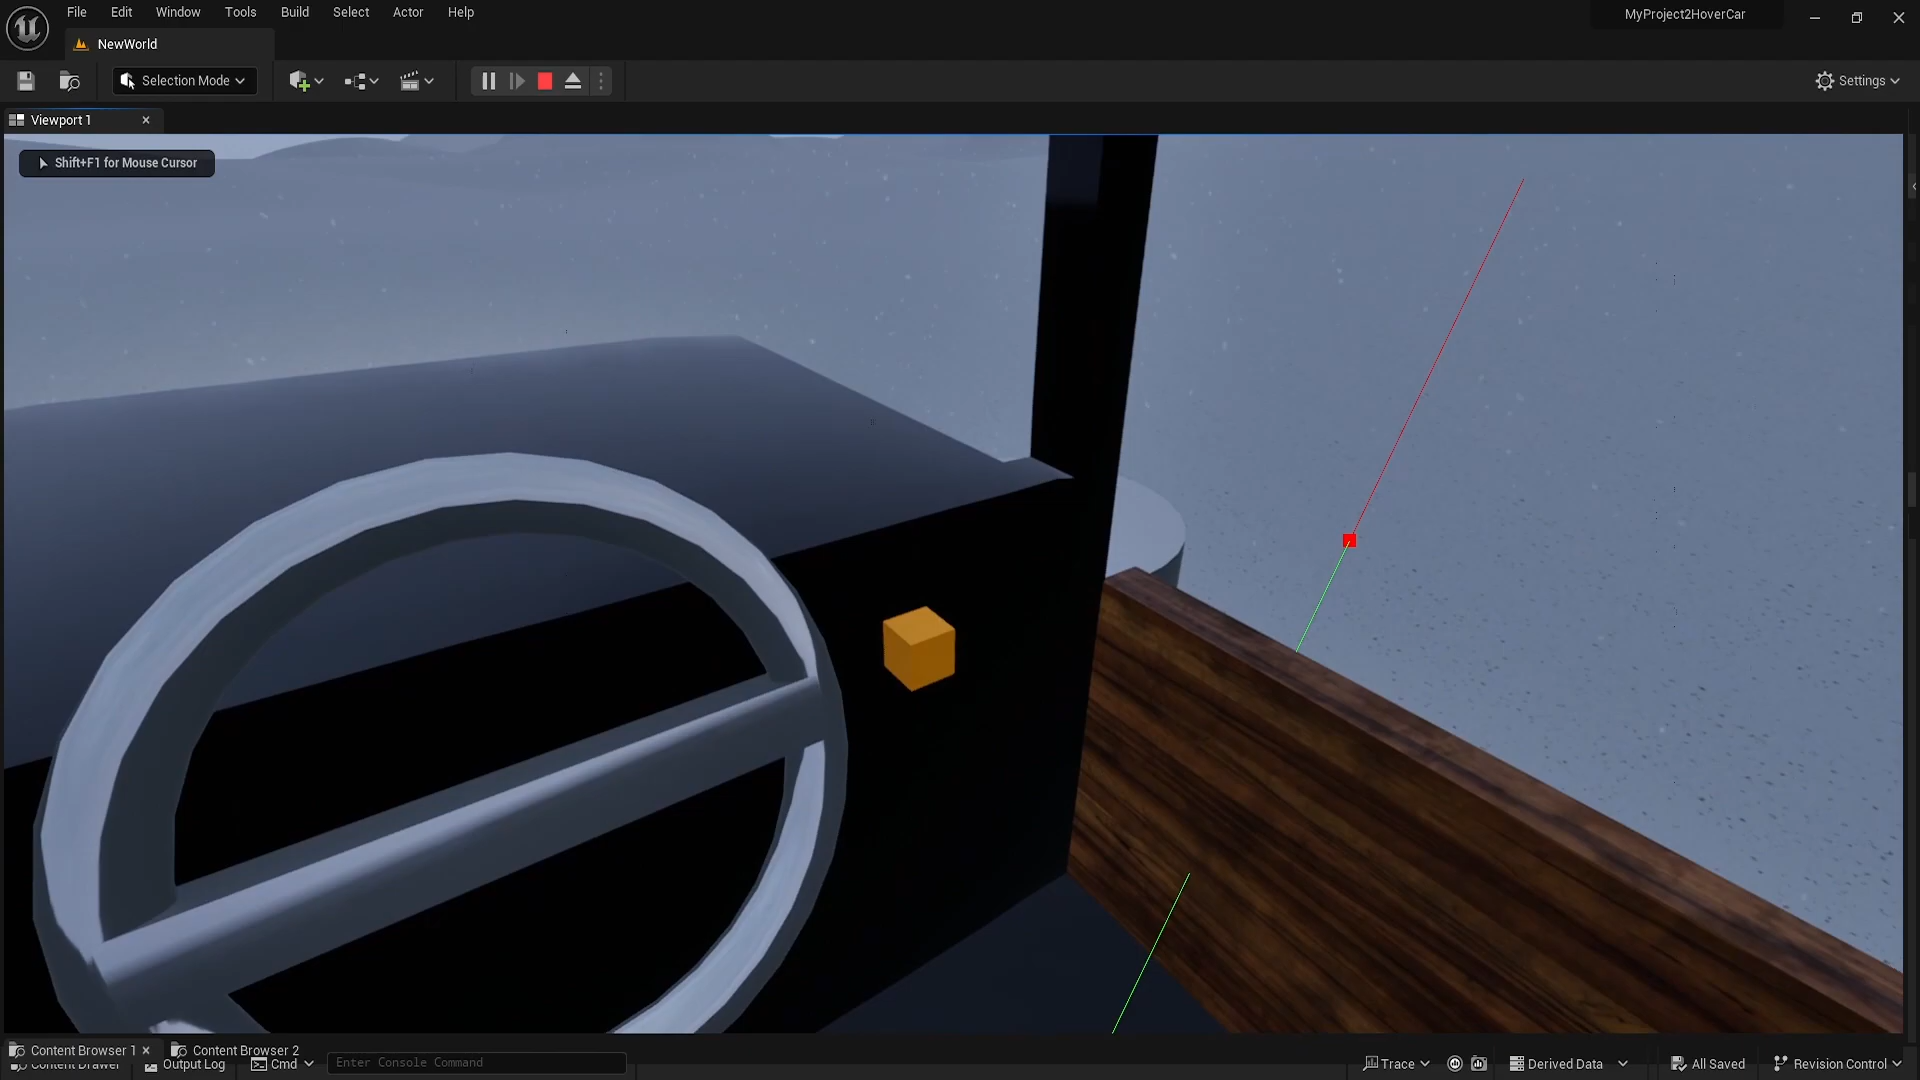 File Edit Window Tools Build Select Actor Help
MyProject2HoverCar
NewWorld
Selection Mode
Settings
Viewport 1
Shift+F1 for Mouse Cursor
Content Browser 1
Content Browser 2
Content Drawer
Output Log
Cmd
Enter Console Command
Trace
Derived Data
All Saved
Revision Control